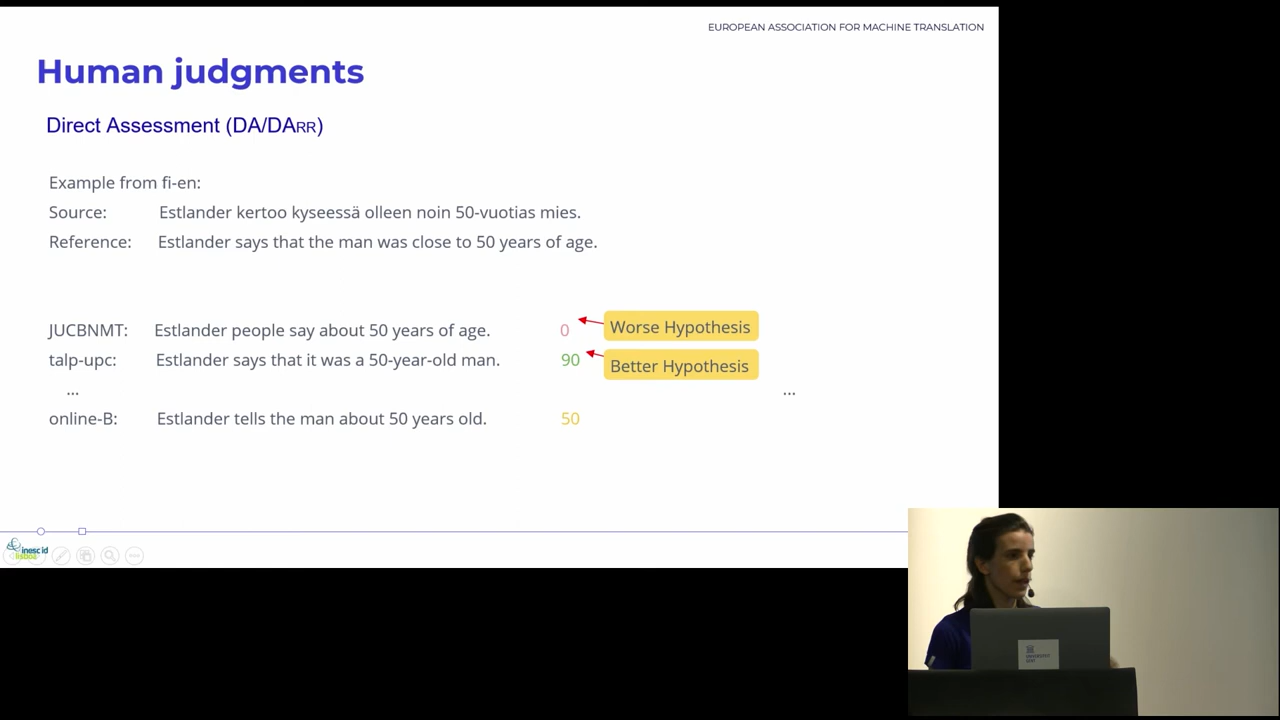 EUROPEAN ASSOCIATION FOR MACHINE TRANSLATION
Human judgments
Direct Assessment (DA/DARR)
Example from fi-en:
Source: Estlander kertoo kyseessä olleen noin 50-vuotias mies.
Reference: Estlander says that the man was close to 50 years of age.
JUCBNMT: Estlander people say about 50 years of age. 0 Worse Hypothesis
talp-upc: Estlander says that it was a 50-year-old man. 90 Better Hypothesis
... ...
online-B: Estlander tells the man about 50 years old. 50
inesc id
lisboa